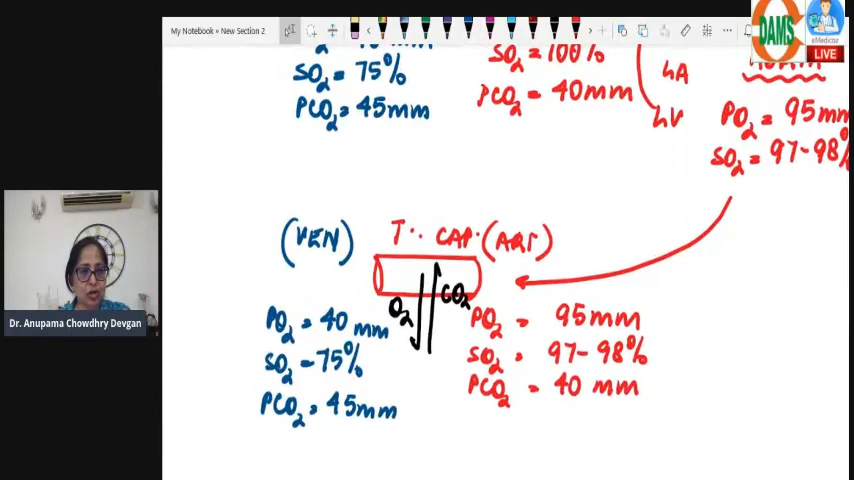 My Notebook » New Section 2
DAMS
eMedicoz
LIVE
SO2 = 75%
PCO2 = 45mm
SO2 = 100%
PCO2 = 40mm
LA
LV
PO2 = 95mm
SO2 = 97-98%
(VEN)
T.. CAP. (ART)
O2
CO2
PO2 = 40 mm
SO2 - 75%
PCO2 = 45mm
PO2 = 95mm
SO2 = 97-98%
PCO2 = 40 mm
Dr. Anupama Chowdhry Devgan